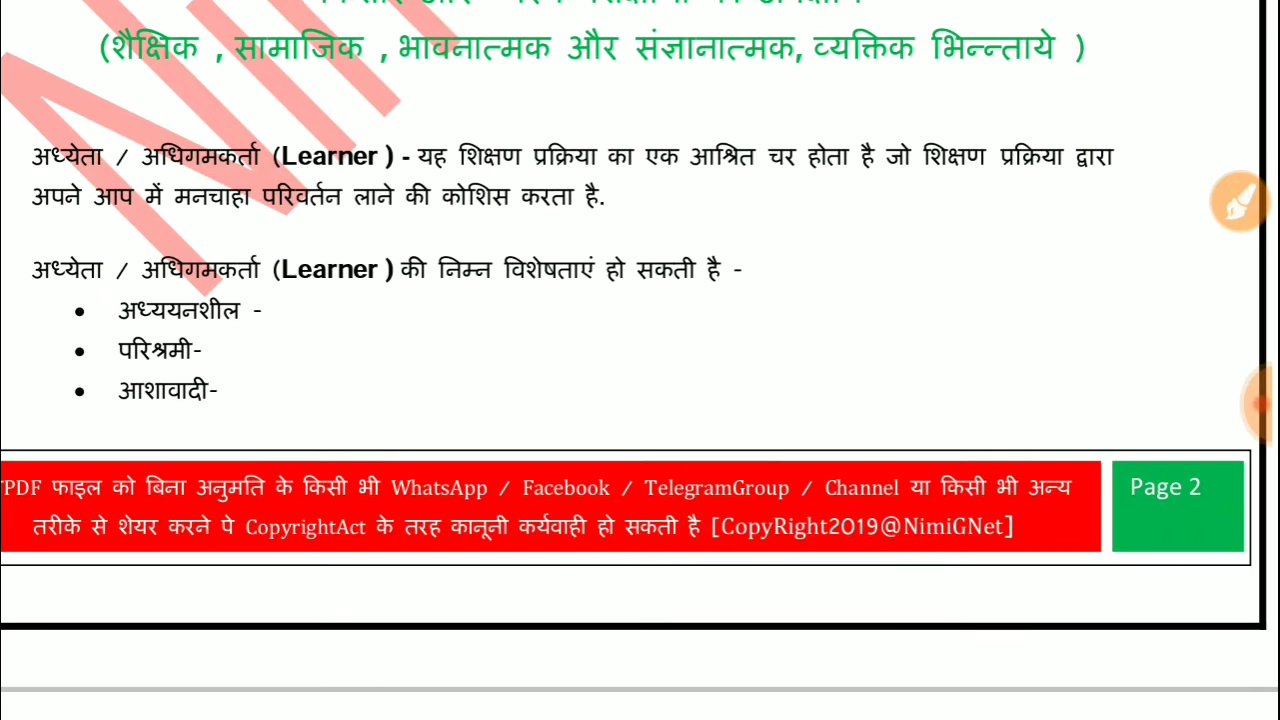 (शैक्षिक , सामाजिक , भावनात्मक और संज्ञानात्मक, व्यक्तिक भिन्न्ताये )
अध्येता / अधिगमकर्ता (Learner ) - यह शिक्षण प्रक्रिया का एक आश्रित चर होता है जो शिक्षण प्रक्रिया द्वारा
अपने आप में मनचाहा परिवर्तन लाने की कोशिस करता है.
अध्येता / अधिगमकर्ता (Learner ) की निम्न विशेषताएं हो सकती है -
• अध्ययनशील -
• परिश्रमी-
• आशावादी-
PDF फाइल को बिना अनुमति के किसी भी WhatsApp / Facebook / TelegramGroup / Channel या किसी भी अन्य
तरीके से शेयर करने पे CopyrightAct के तरह कानूनी कर्यवाही हो सकती है [CopyRight2019@NimiGNet]
Page 2